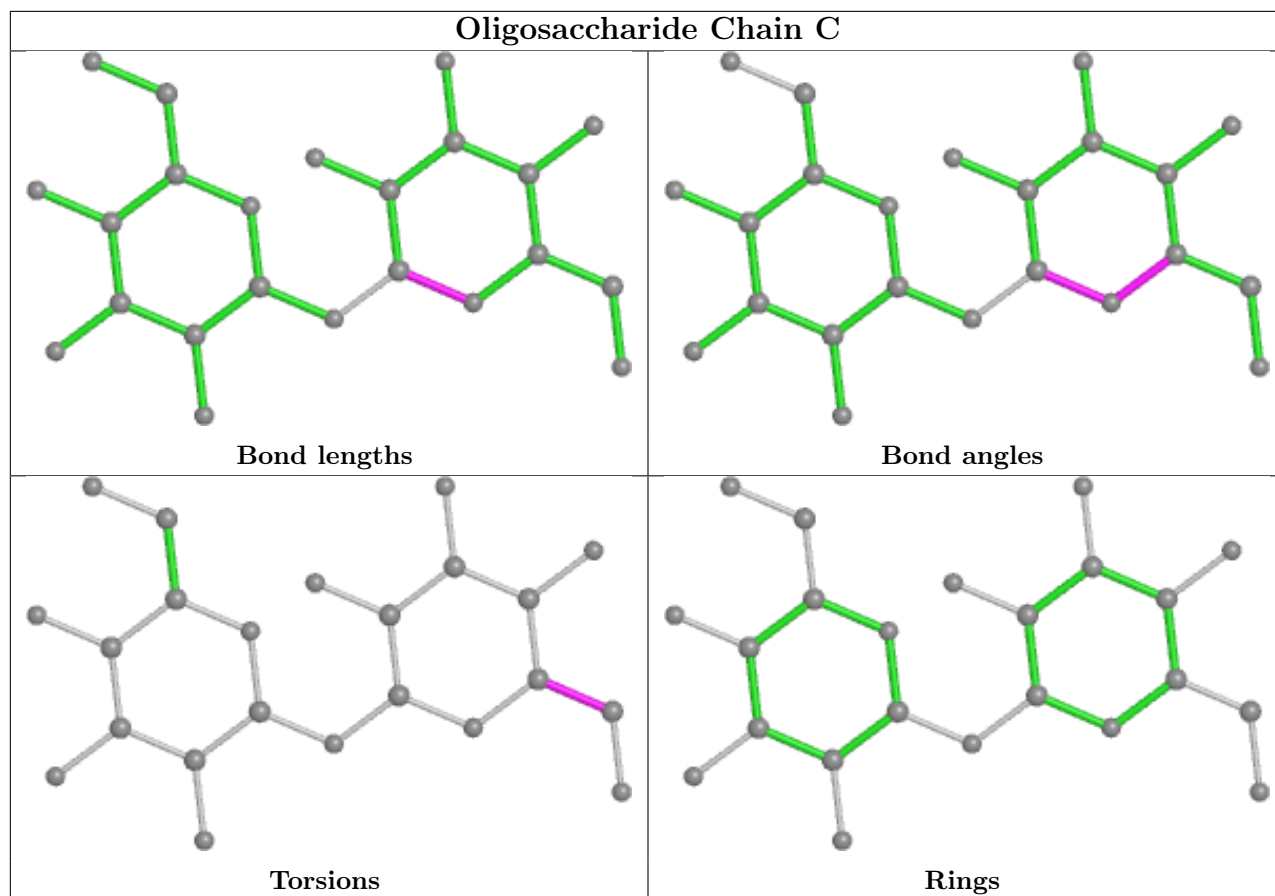 Oligosaccharide Chain C
Bond lengths
Bond angles
Torsions
Rings